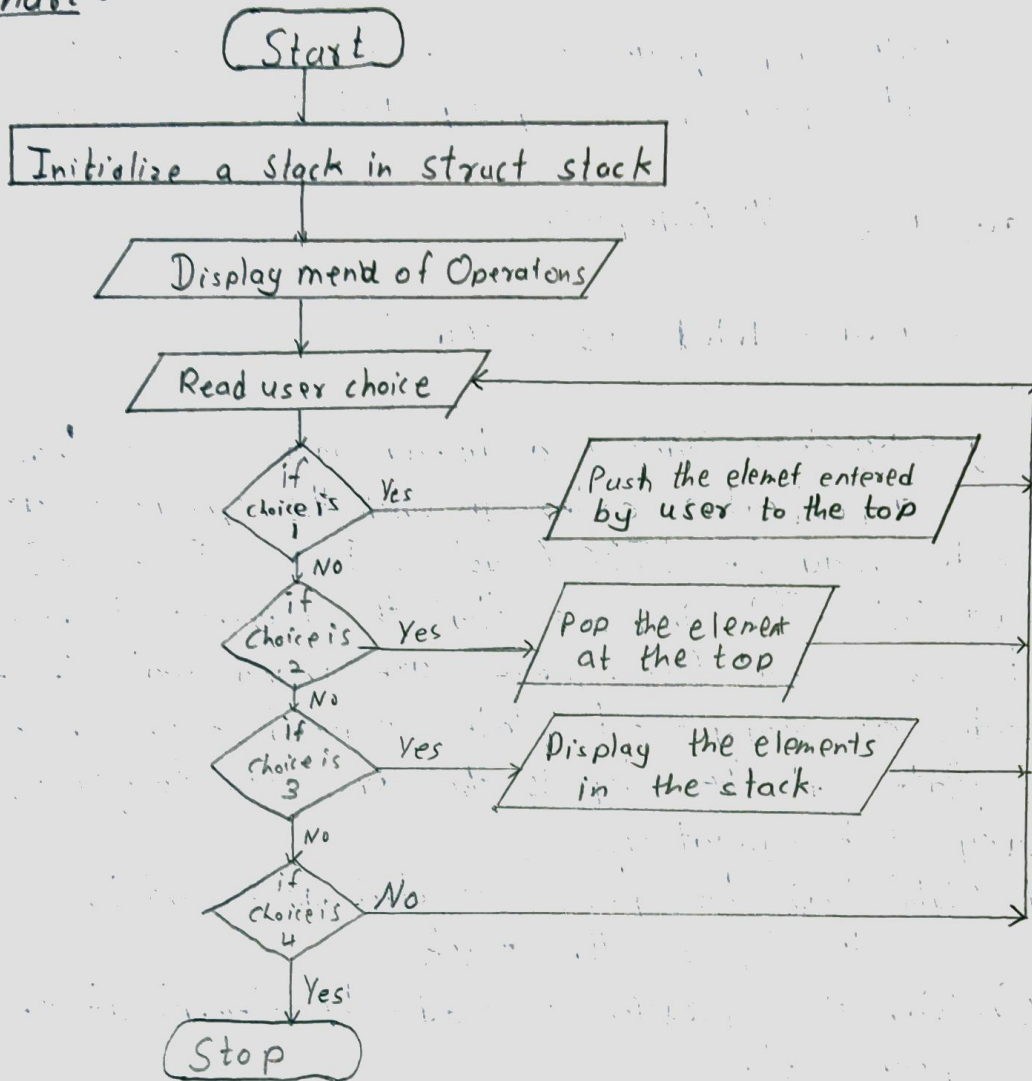 Start
Initialize a stack in struct stack
Display menu of Operatons
Read user choice
if
choice is
1
Yes
Push the elemet entered
by user to the top
NO
if
choice is
2
Yes
Pop the element
at the top
No
if
choice is
3
Yes
Display the elements
in the stack.
No
if
choice is
4
No
Yes
Stop